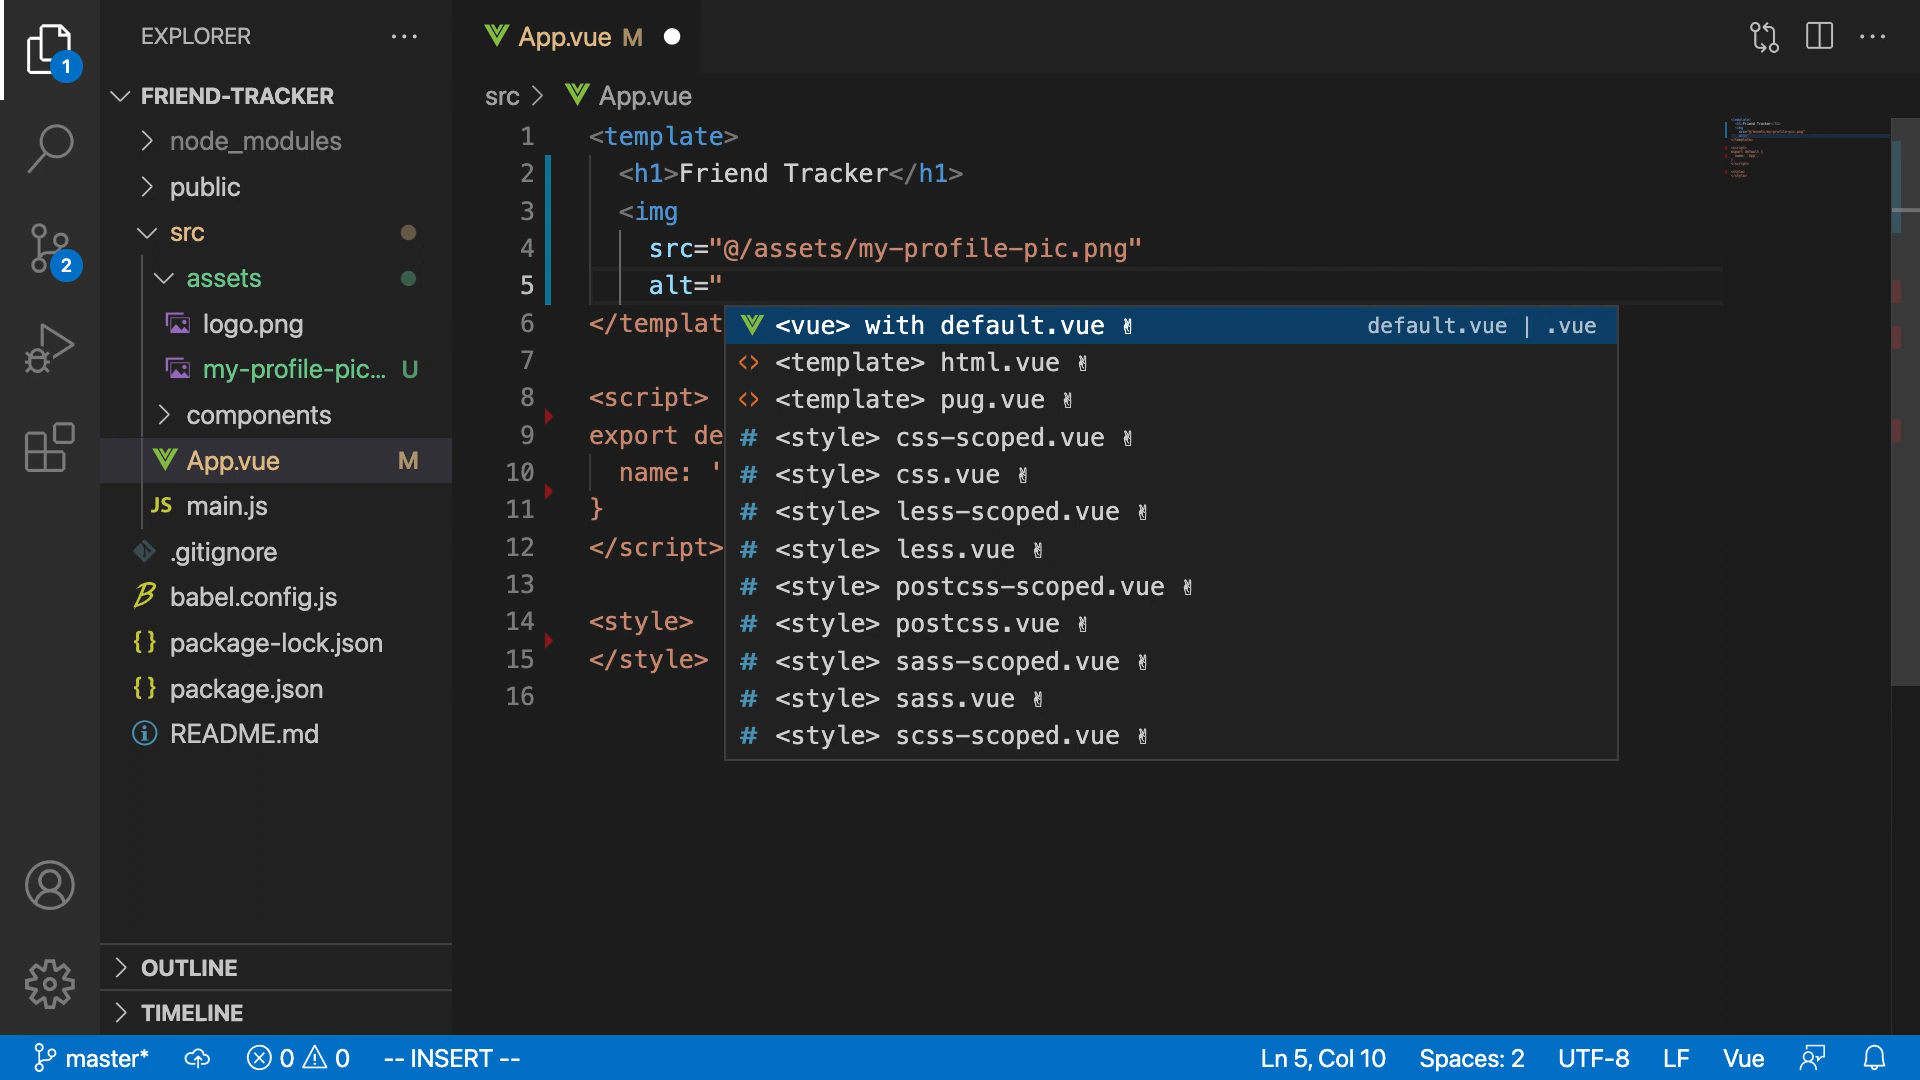 EXPLORER
FRIEND-TRACKER
node_modules
public
src
assets
logo.png
my-profile-pic... U
components
App.vue M
JS main.js
.gitignore
babel.config.js
{} package-lock.json
{} package.json
README.md
OUTLINE
TIMELINE
1
2
App.vue M
src > App.vue
1 <template>
2 <h1>Friend Tracker</h1>
3 <img
4 src="@/assets/my-profile-pic.png"
5 alt="
6 </templat
7
8 <script>
9 export de
10 name: '
11 }
12 </script>
13
14 <style>
15 </style>
16
<vue> with default.vue ✌ default.vue | .vue
<> <template> html.vue ✌
<> <template> pug.vue ✌
# <style> css-scoped.vue ✌
# <style> css.vue ✌
# <style> less-scoped.vue ✌
# <style> less.vue ✌
# <style> postcss-scoped.vue ✌
# <style> postcss.vue ✌
# <style> sass-scoped.vue ✌
# <style> sass.vue ✌
# <style> scss-scoped.vue ✌
master* 0 0 -- INSERT -- Ln 5, Col 10 Spaces: 2 UTF-8 LF Vue